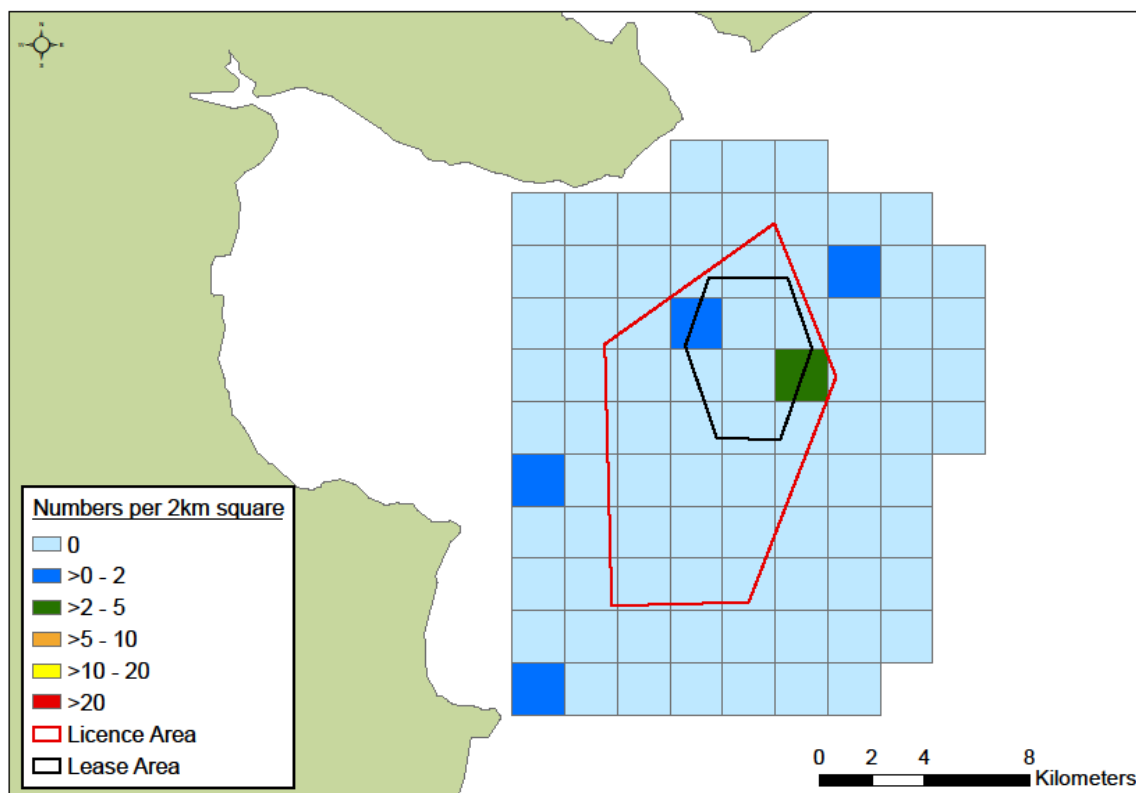 N
Numbers per 2km square
0
>0 - 2
>2 - 5
>5 - 10
>10 - 20
>20
Licence Area
Lease Area
0 2 4 8
Kilometers